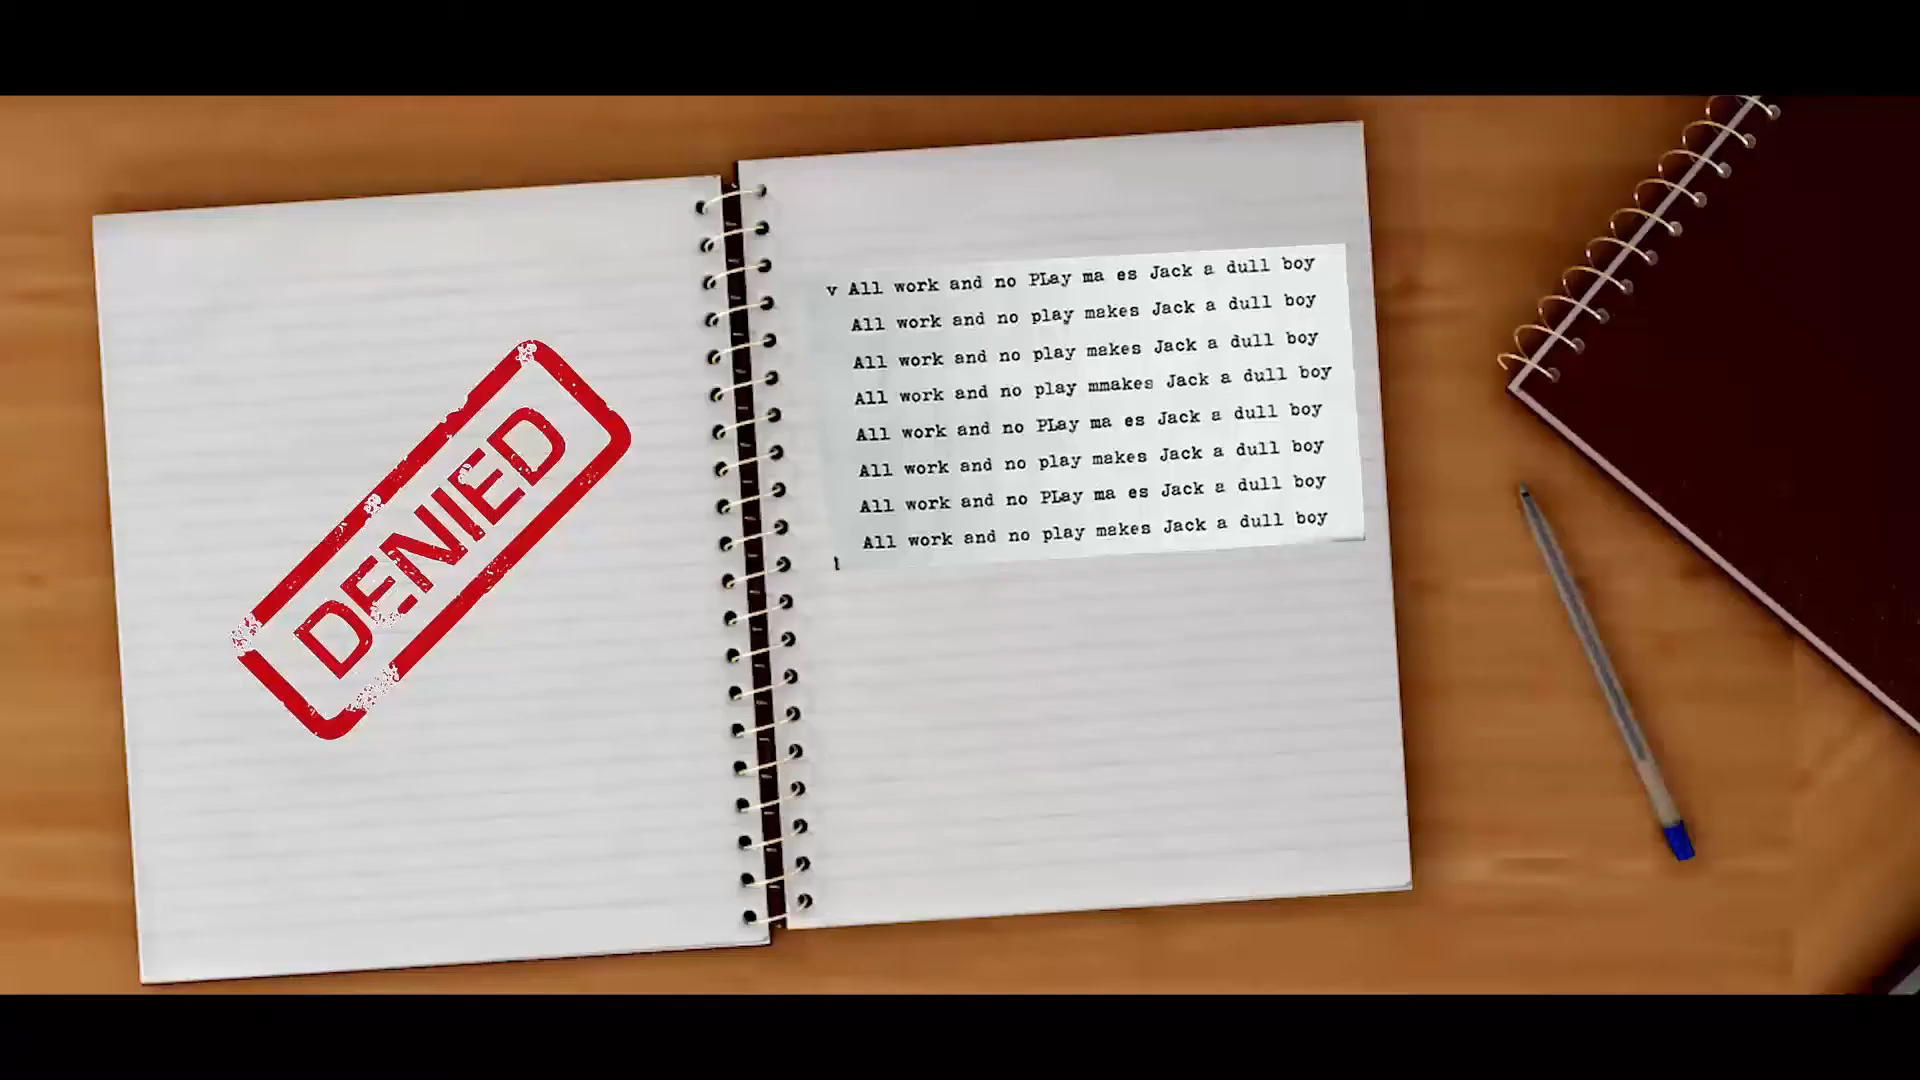 DENIED
v All work and no PLay ma es Jack a dull boy
All work and no play makes Jack a dull boy
All work and no play makes Jack a dull boy
All work and no play mmakes Jack a dull boy
All work and no PLay ma es Jack a dull boy
All work and no play makes Jack a dull boy
All work and no PLay ma es Jack a dull boy
All work and no play makes Jack a dull boy